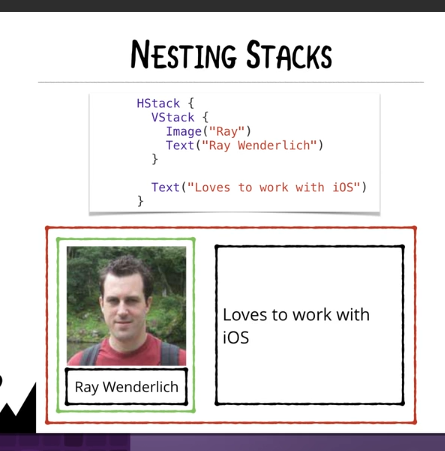 NESTING STACKS
HStack {
  VStack {
    Image("Ray")
    Text("Ray Wenderlich")
  }

  Text("Loves to work with iOS")
}
Ray Wenderlich
Loves to work with
iOS